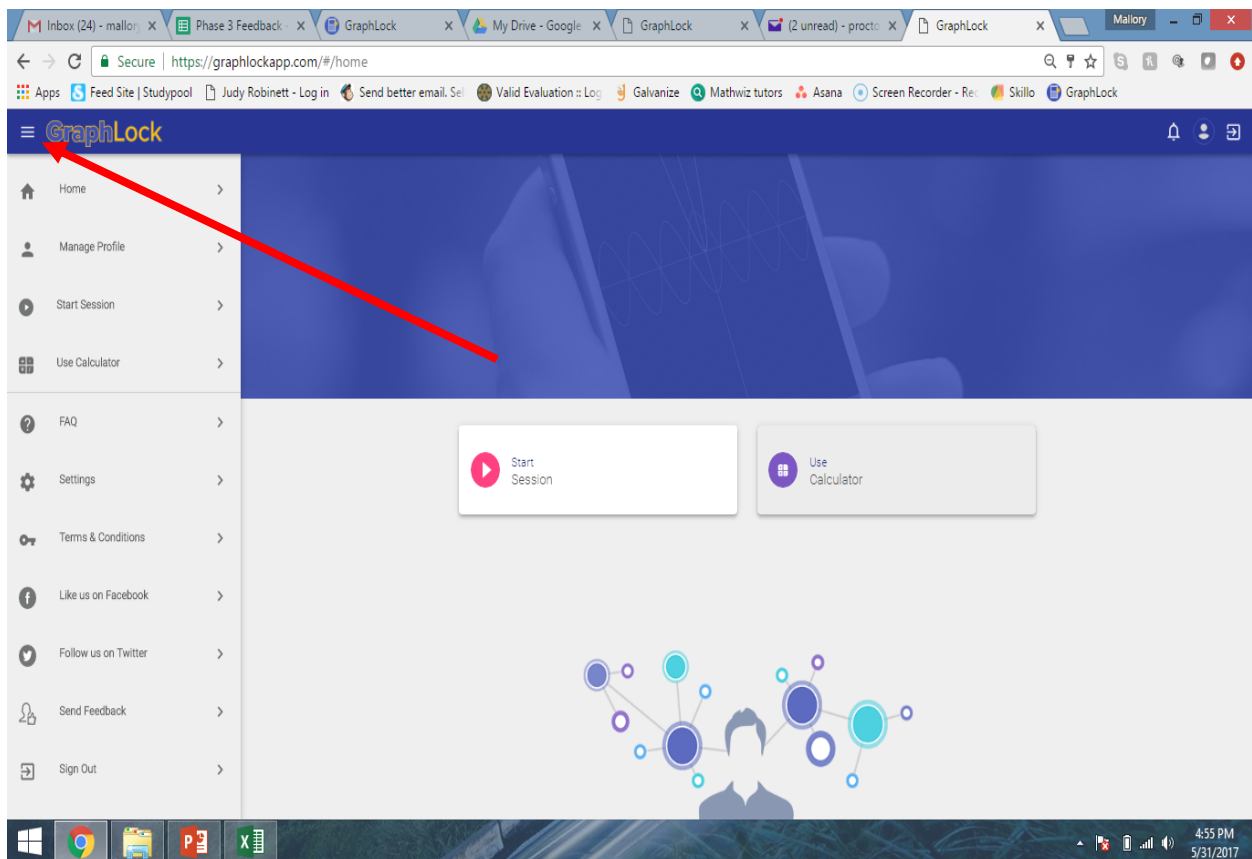 Inbox (24) - mallor
Phase 3 Feedback -
GraphLock
My Drive - Google
GraphLock
(2 unread) - procto
GraphLock
Mallory
Secure | https://graphlockapp.com/#/home
Apps
Feed Site | Studypool
Judy Robinett - Log in
Send better email. Sel
Valid Evaluation :: Log
Galvanize
Mathwiz tutors
Asana
Screen Recorder - Rec
Skillo
GraphLock
GraphLock
Home
Manage Profile
Start Session
Use Calculator
FAQ
Settings
Terms & Conditions
Like us on Facebook
Follow us on Twitter
Send Feedback
Sign Out
Start
Session
Use
Calculator
4:55 PM
5/31/2017